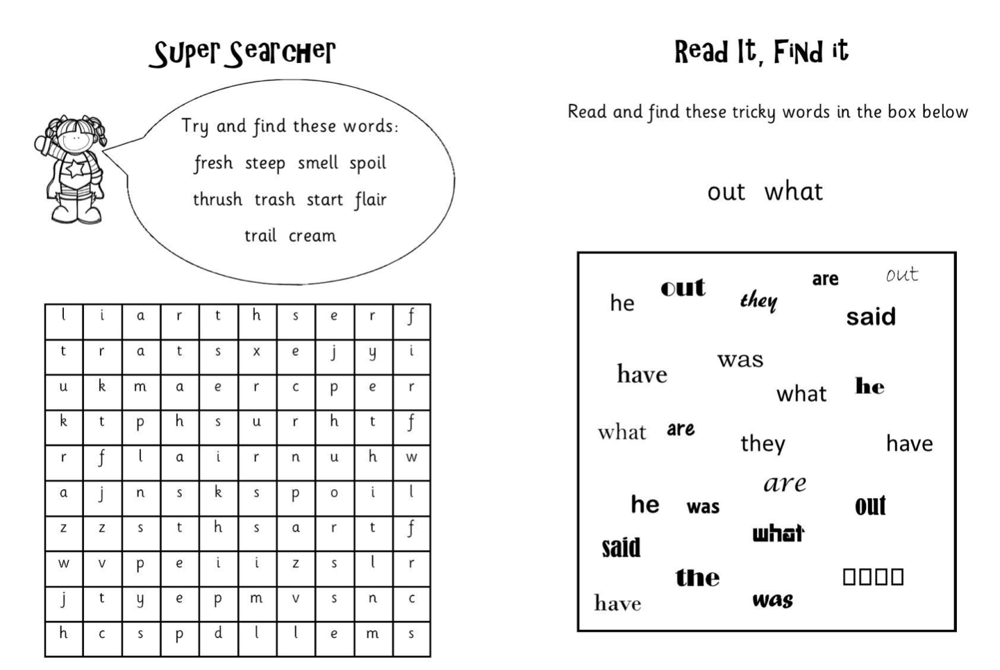 Super Searcher
Try and find these words:
fresh steep smell spoil
thrush trash start flair
trail cream
l i a r t h s e r f
t r a t s x e j y i
u k m a e r c p e r
k t p h s u r h t f
r f l a i r n u h w
a j n s k s p o i l
z z s t h s a r t f
w v p e i i z s l r
j t y e p m v s n c
h c s p d l l e m s
Read It, Find it
Read and find these tricky words in the box below
out what
he out they are out
said
have was
what he
what are they have
are
he was out
said what
the
have was